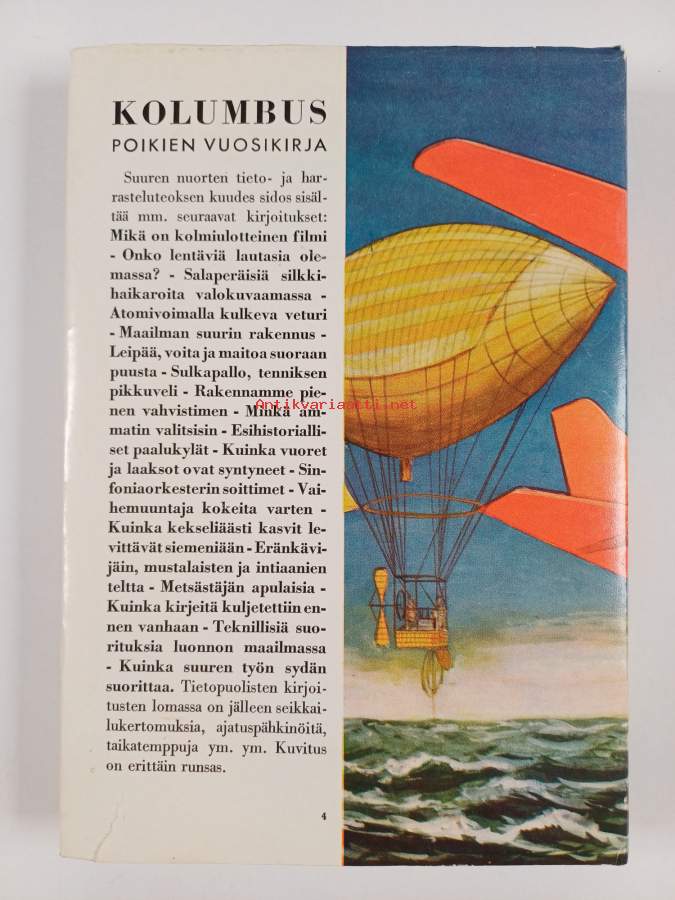 KOLUMBUS
POIKIEN VUOSIKIRJA
Suuren nuorten tieto- ja har-
rasteluteoksen kuudes sidos sisäl-
tää mm. seuraavat kirjoitukset:
Mikä on kolmiulotteinen filmi
- Onko lentäviä lautasia ole-
massa? - Salaperäisiä silkki-
haikaroita valokuvaamassa -
Atomivoimalla kulkeva veturi
- Maailman suurin rakennus -
Leipää, voita ja maitoa suoraan
puusta - Sulkapallo, tenniksen
pikkuveli - Rakennamme pie-
nen vahvistimen - Minkä am-
matin valitsisin - Esihistorialli-
set paalukylät - Kuinka vuoret
ja laaksot ovat syntyneet - Sin-
foniaorkesterin soittimet - Vai-
hemuuntaja kokeita varten -
Kuinka kekseliäästi kasvit le-
vittävät siemeniään - Eränkävi-
jäin, mustalaisten ja intiaanien
teltta - Metsästäjän apulaisia -
Kuinka kirjeitä kuljetettiin en-
nen vanhaan - Teknillisiä suo-
rituksia luonnon maailmassa
- Kuinka suuren työn sydän
suorittaa. Tietopuolisten kirjoi-
tusten lomassa on jälleen seikkai-
lukertomuksia, ajatuspähkinöitä,
taikatemppuja ym. ym. Kuvitus
on erittäin runsas.
4
Antikvariaatti.net